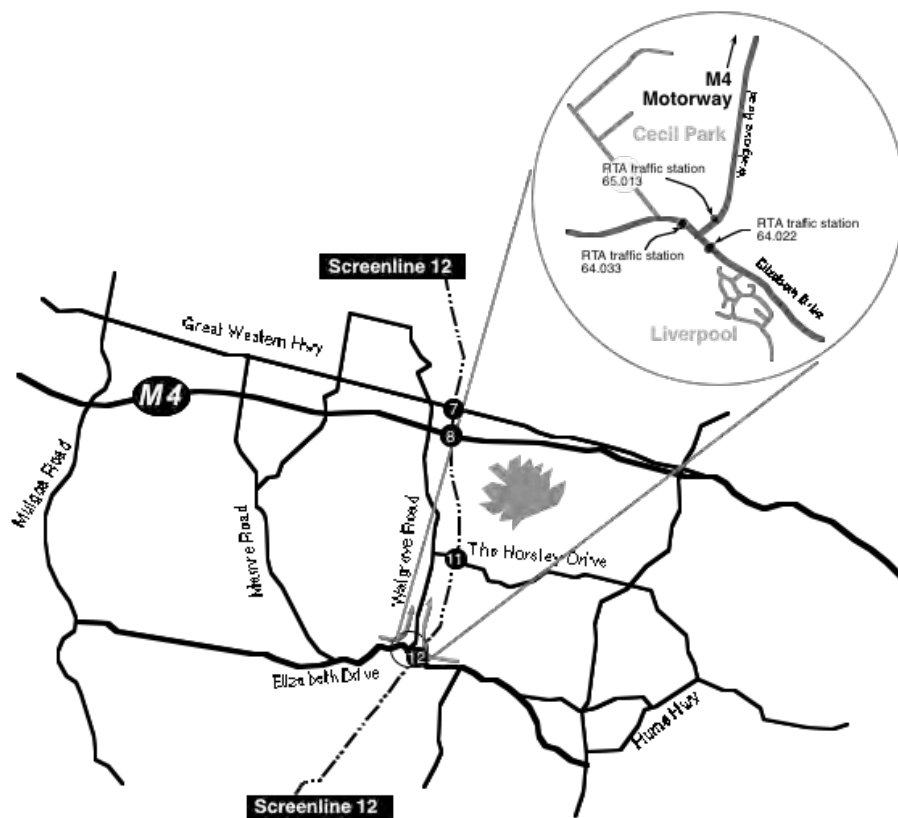 M4
Motorway
Wallgrove Road
Cecil Park
RTA traffic station
65.013
RTA traffic station
64.022
RTA traffic station
64.033
Elizabeth Drive
Liverpool
Screenline 12
Great Western Hwy
M4
7
8
Mulgoa Road
Mamre Road
Wallgrove Road
11
The Horsley Drive
12
Elizabeth Drive
Hume Hwy
Screenline 12